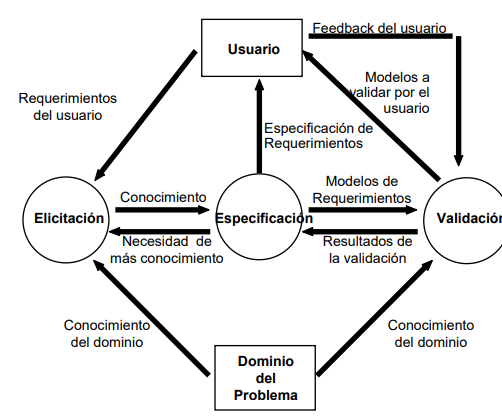 Usuario
Feedback del usuario
Requerimientos
del usuario
Modelos a
validar por el
usuario
Especificación de
Requerimientos
Elicitación
Conocimiento
Especificación
Modelos de
Requerimientos
Validación
Necesidad de
más conocimiento
Resultados de
la validación
Conocimiento
del dominio
Conocimiento
del dominio
Dominio
del
Problema